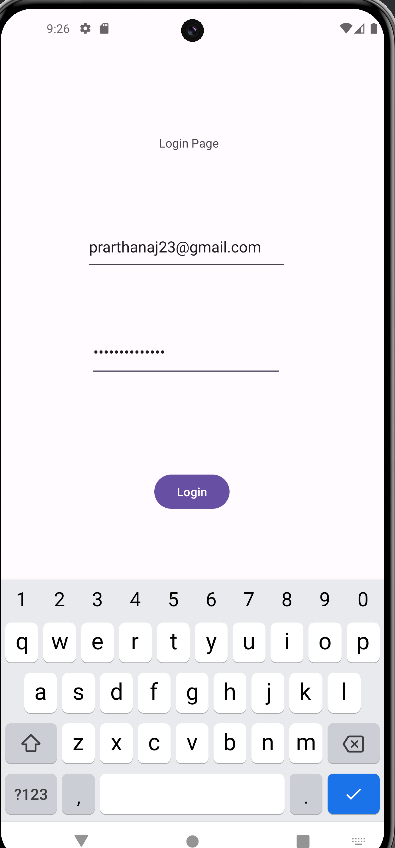 9:26
Login Page
prarthanaj23@gmail.com
••••••••••••••
Login
1 2 3 4 5 6 7 8 9 0
q w e r t y u i o p
a s d f g h j k l
z x c v b n m
?123 , .